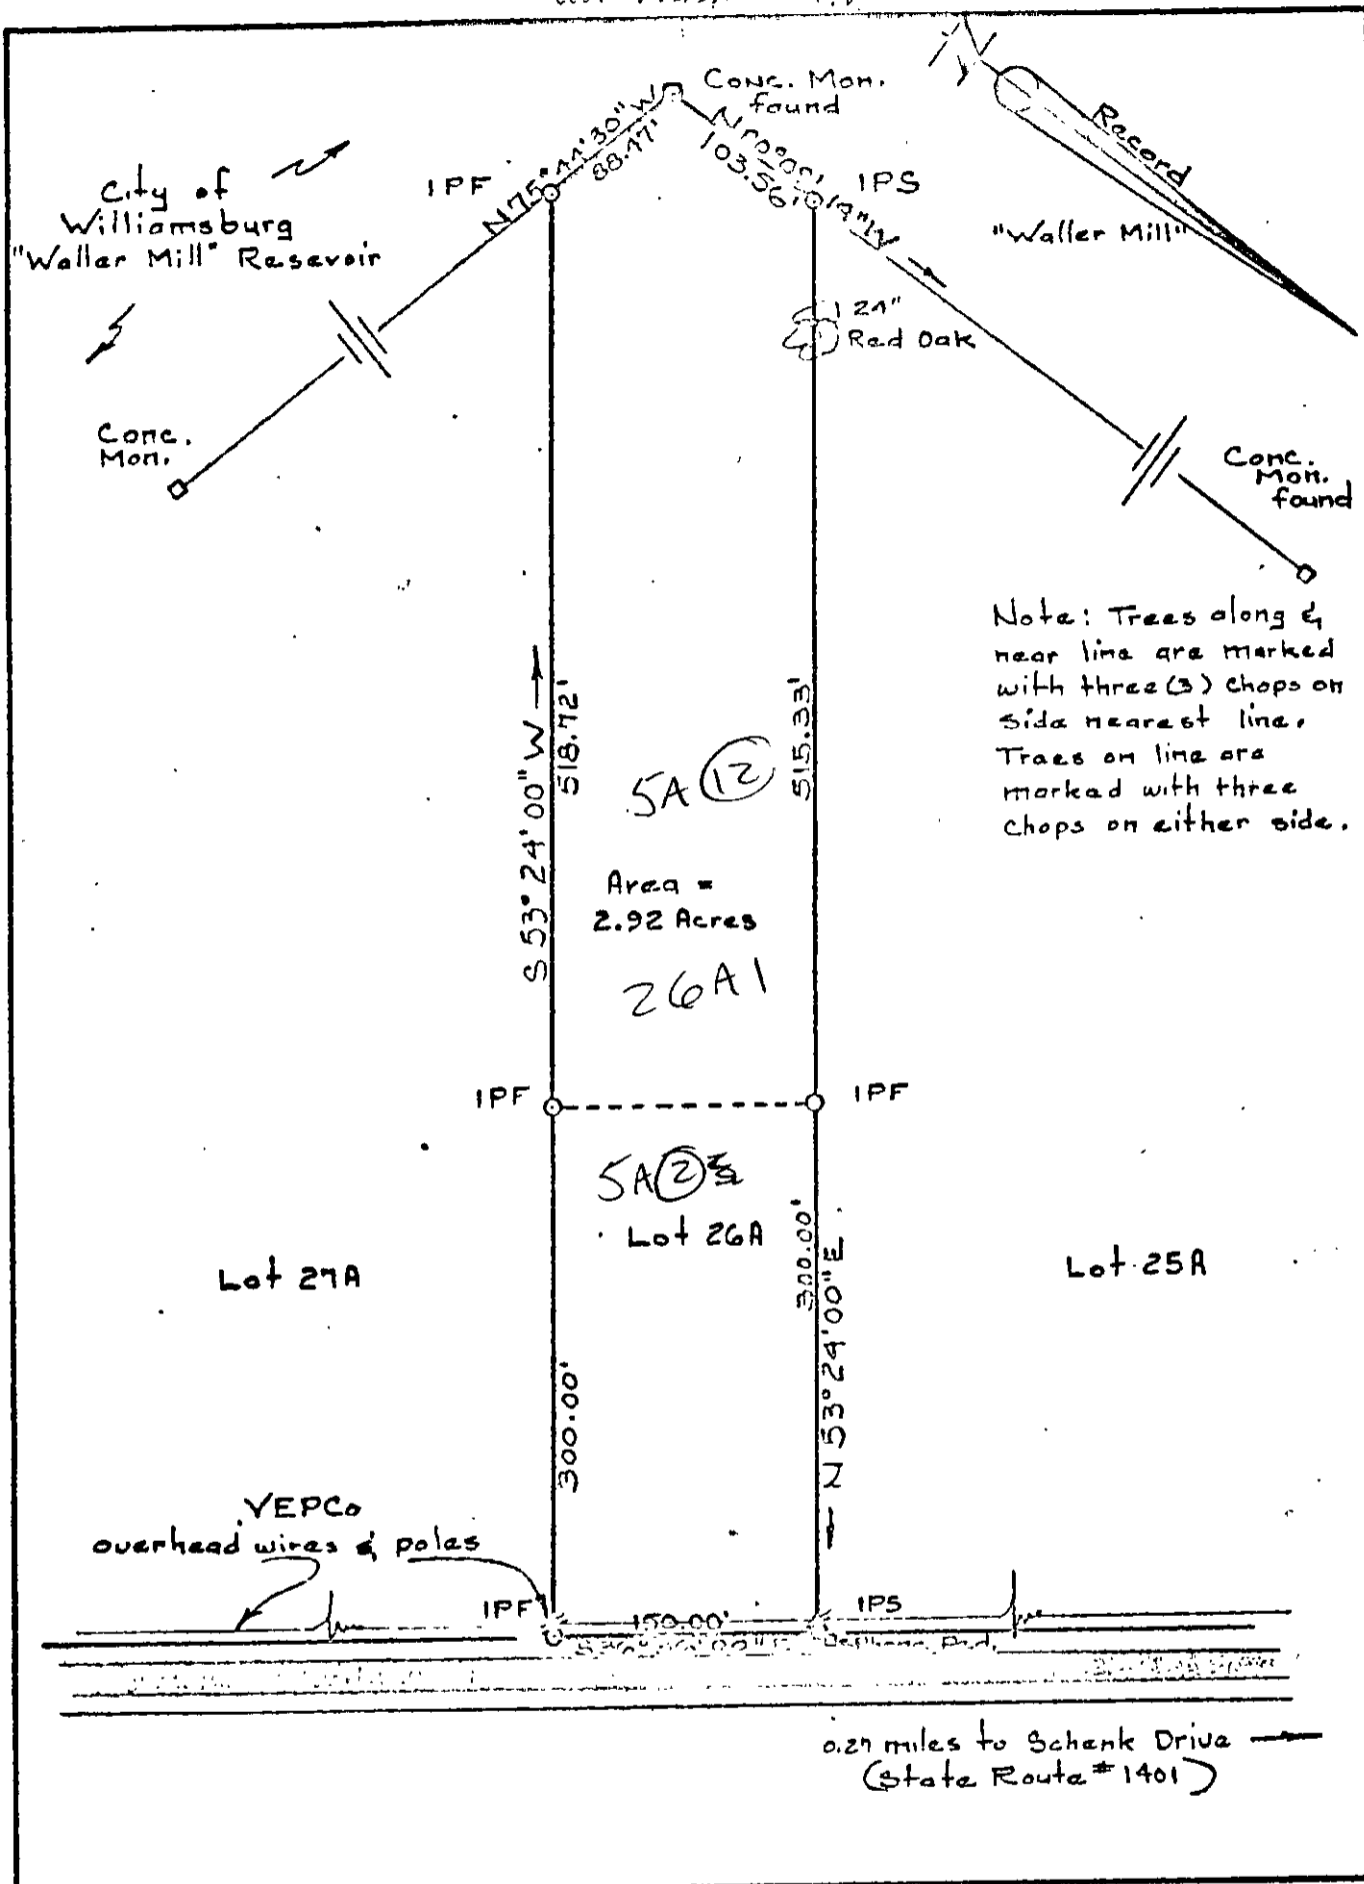 Conc. Mon.
found
N
Record
"Waller Mill"
City of
Williamsburg
"Waller Mill" Resevoir
IPF
N75°44'30"W
88.47'
103.56'
IPS
24"
Red Oak
Conc.
Mon.
Conc.
Mon.
found
Note: Trees along &
near line are marked
with three (3) chops on
side nearest line.
Trees on line are
marked with three
chops on either side.
S 53° 24' 00" W
518.72'
515.33'
5A 12
Area =
2.92 Acres
26A1
IPF
IPF
5A 2
Lot 26A
Lot 27A
Lot 25A
300.00'
300.00'
N 53° 24' 00" E
VEPCo
overhead wires & poles
IPF
150.00'
IPS
0.27 miles to Schenk Drive
(State Route # 1401)